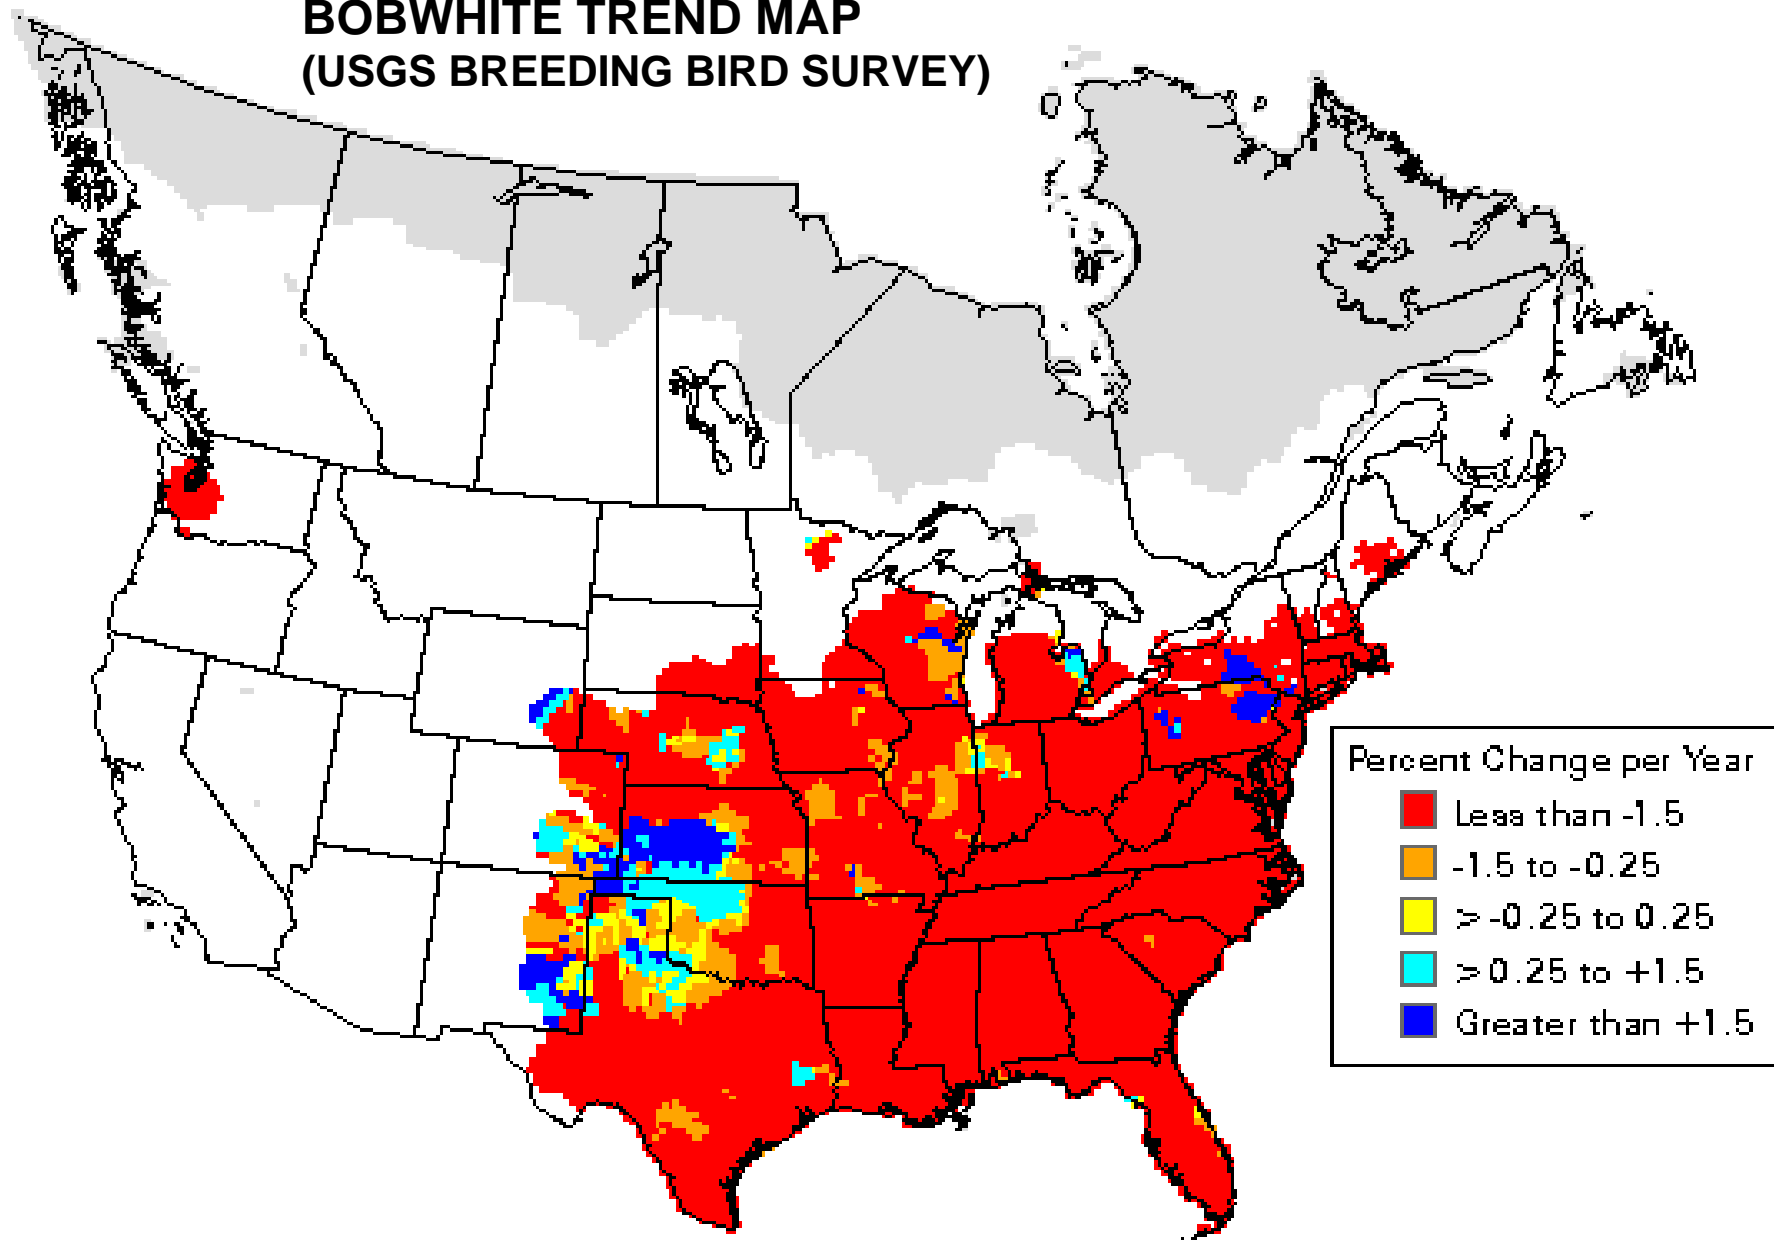 BOBWHITE TREND MAP
(USGS BREEDING BIRD SURVEY)
Percent Change per Year
Less than -1.5
-1.5 to -0.25
> -0.25 to 0.25
> 0.25 to +1.5
Greater than +1.5